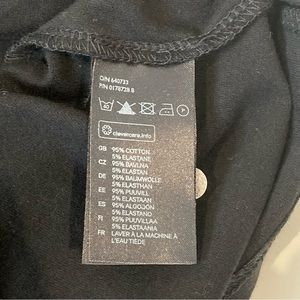 O/N 640733
P/N 0178728 8
40
P
clevercare.info
GB 95% COTTON
5% ELASTANE
CZ 95% BAVLNA
5% ELASTAN
DE 95% BAUMWOLLE
5% ELASTHAN
EE 95% PUUVILL
5% ELASTAAN
ES 95% ALGODÓN
5% ELASTANO
FI 95% PUUVILLAA
5% ELASTAANIA
FR LAVER À LA MACHINE À
L'EAU TIÈDE